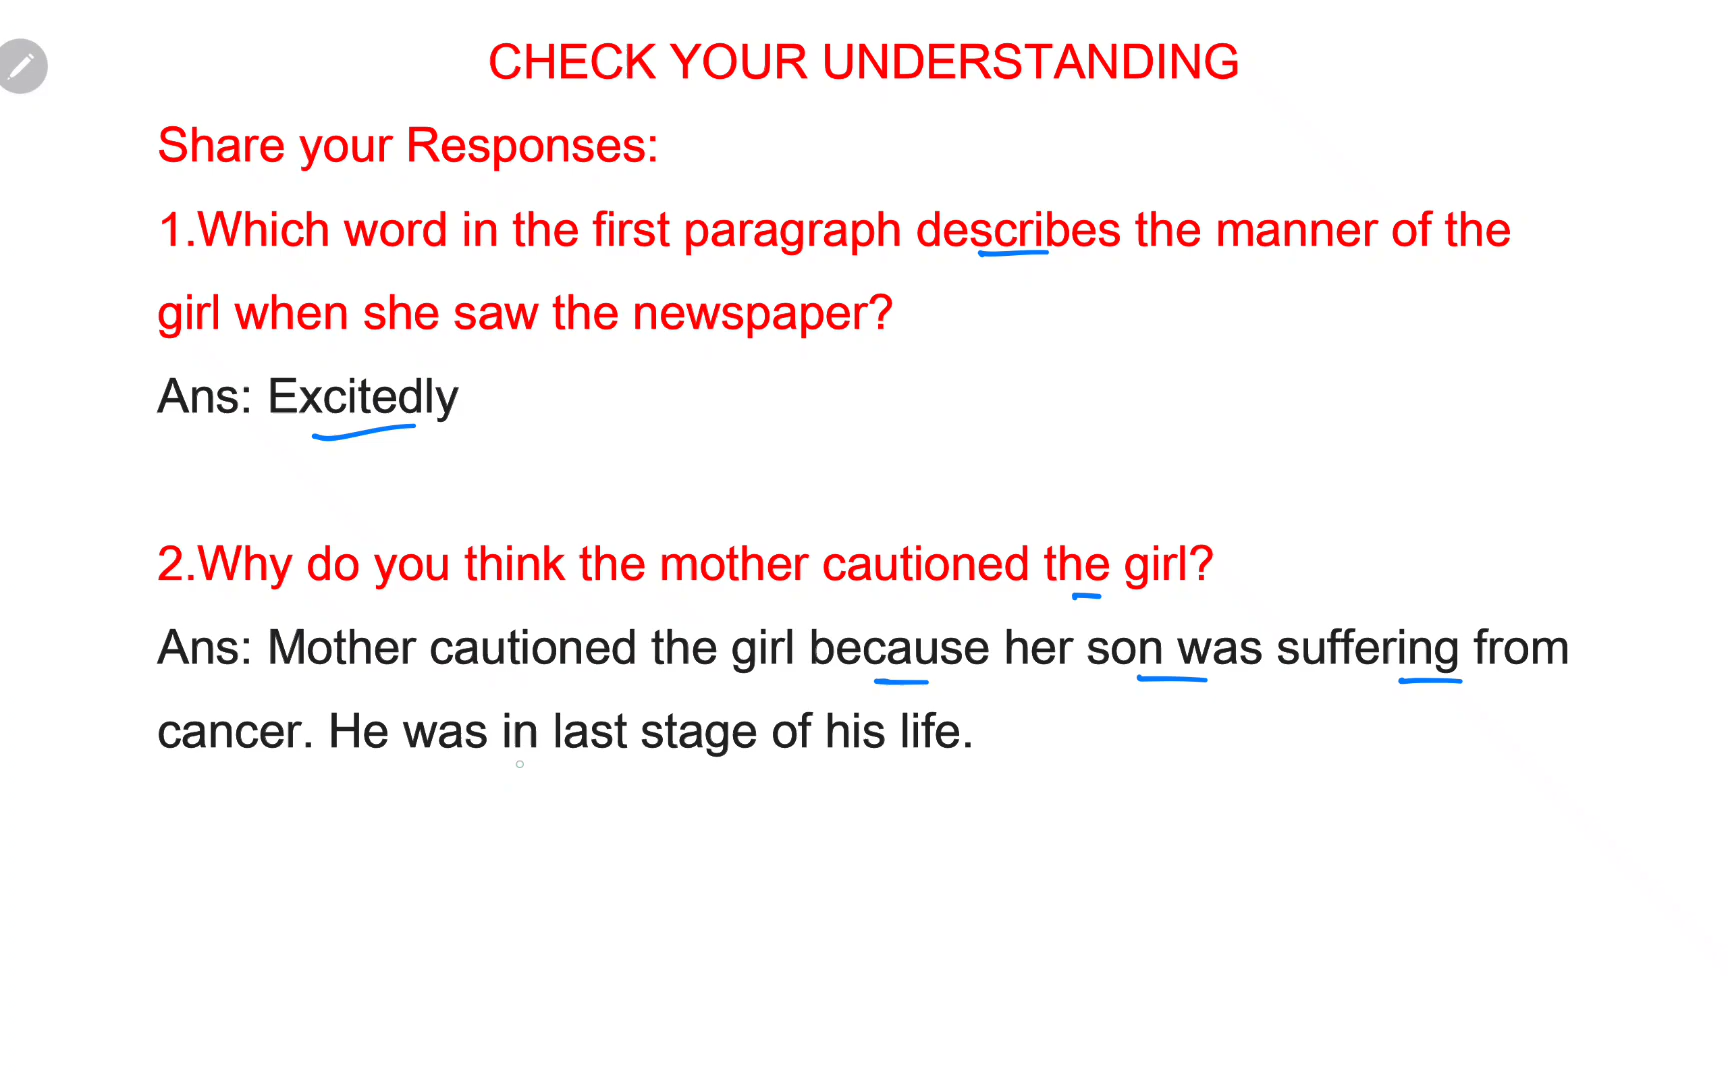 CHECK YOUR UNDERSTANDING
Share your Responses:
1.Which word in the first paragraph describes the manner of the
girl when she saw the newspaper?
Ans: Excitedly
2.Why do you think the mother cautioned the girl?
Ans: Mother cautioned the girl because her son was suffering from
cancer. He was in last stage of his life.